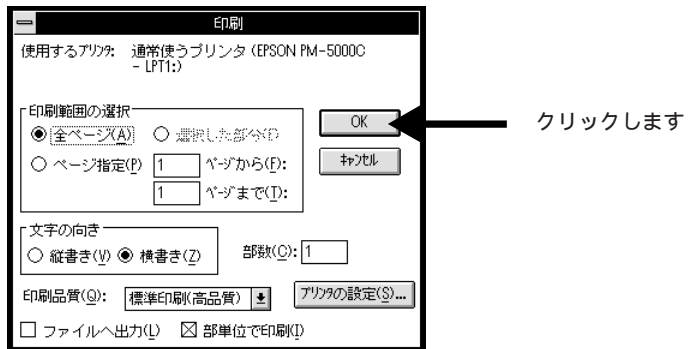 印刷
使用するプリンタ: 通常使うプリンタ (EPSON PM-5000C
- LPT1:)
印刷範囲の選択
全ページ(A) 選択した部分(I)
ページ指定(P) 1 ページから(F):
1 ページまで(T):
OK
キャンセル
クリックします
文字の向き
縦書き(V) 横書き(Z)
部数(C): 1
印刷品質(Q): 標準印刷(高品質)
プリンタの設定(S)...
ファイルへ出力(L) 部単位で印刷(I)